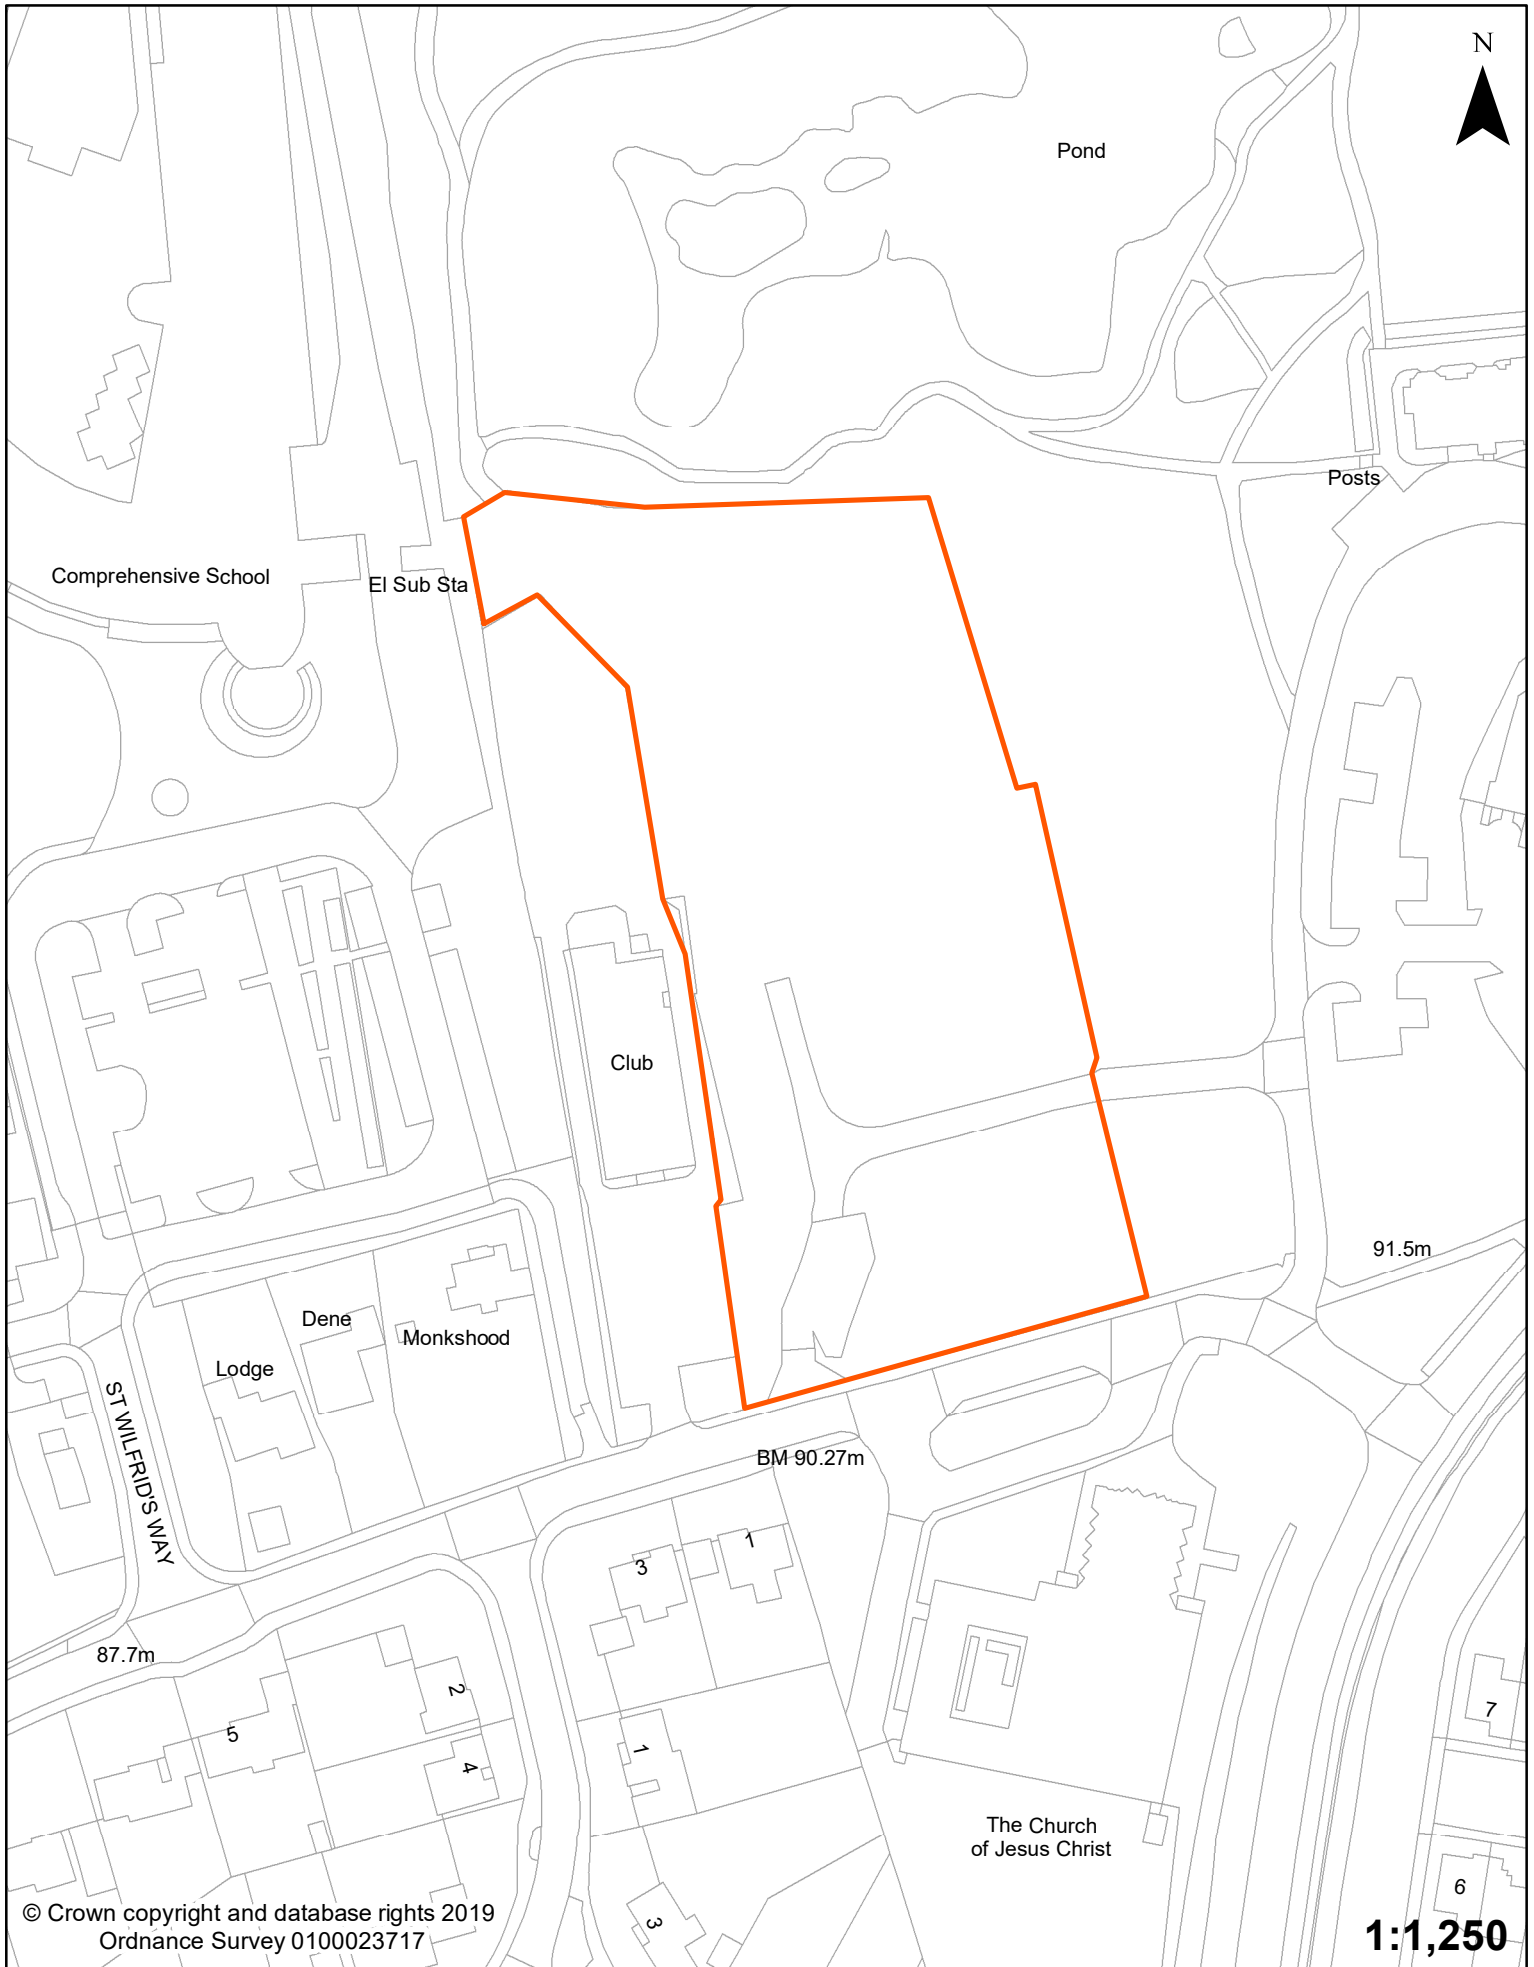 N
Pond
Posts
Comprehensive School
El Sub Sta
Club
91.5m
Dene
Monkshood
Lodge
ST WILFRID'S WAY
BM 90.27m
1
3
87.7m
2
5
1
4
7
The Church
of Jesus Christ
6
3
© Crown copyright and database rights 2019
Ordnance Survey 0100023717
1:1,250